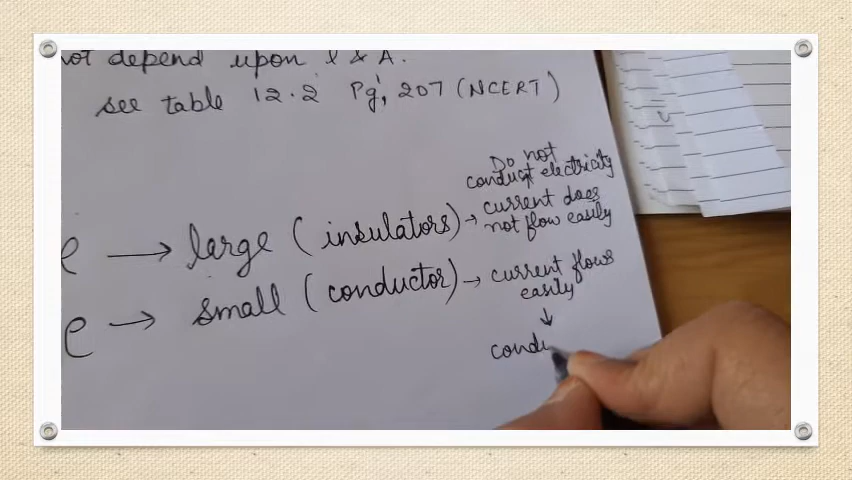 not depend upon l & A.
see table 12.2 Pg. 207 (NCERT)
Do not
conduct electricity
ρ → large (insulators) → current does
not flow easily
ρ → small (conductor) → current flows
easily
↓
condu